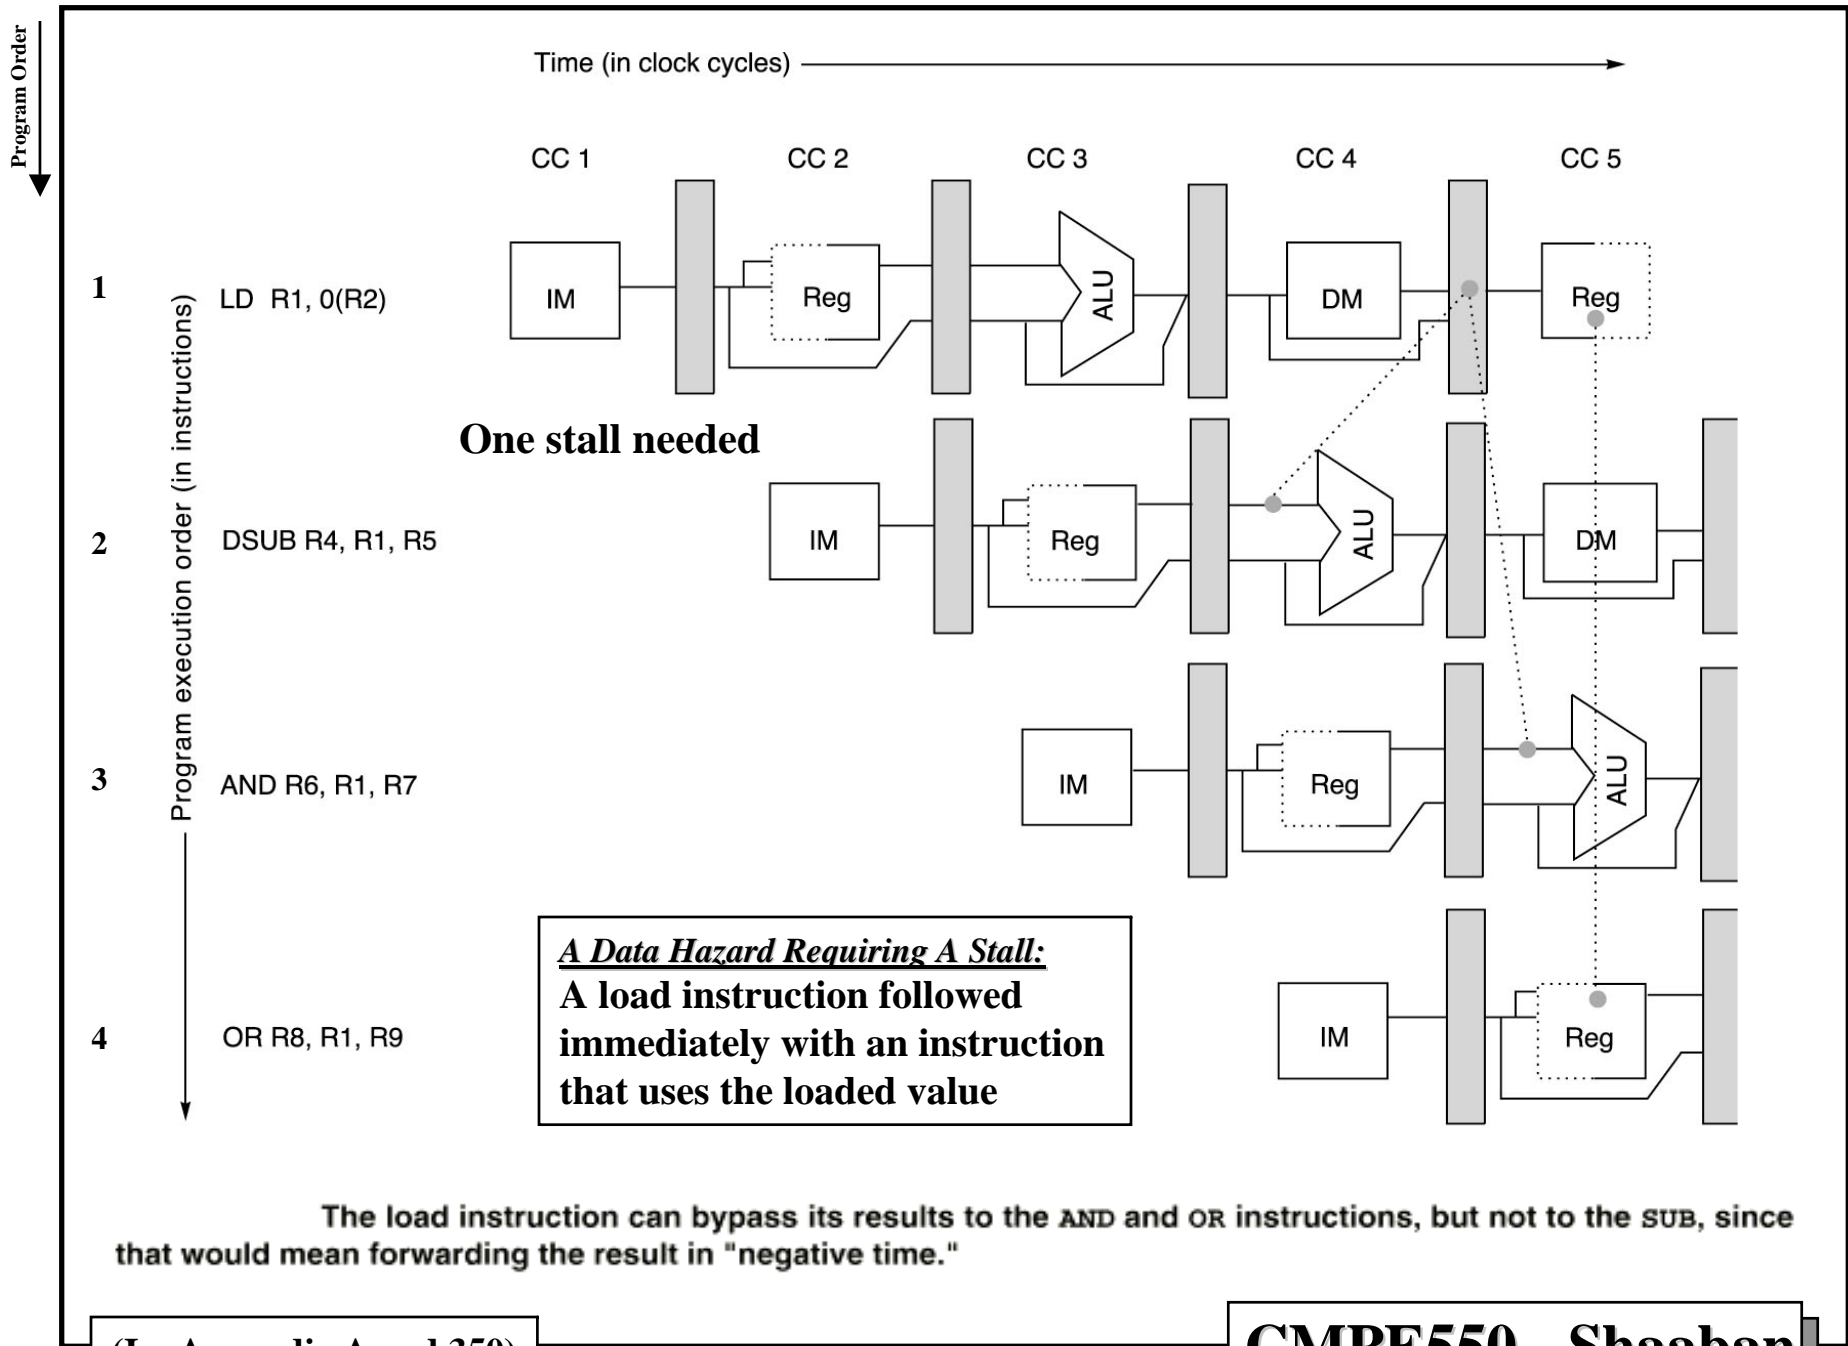 Program Order
Time (in clock cycles)
CC 1 CC 2 CC 3 CC 4 CC 5
Program execution order (in instructions)
1 LD R1, 0(R2) IM Reg ALU DM Reg
One stall needed
2 DSUB R4, R1, R5 IM Reg ALU DM
3 AND R6, R1, R7 IM Reg ALU
4 OR R8, R1, R9 IM Reg
A Data Hazard Requiring A Stall:
A load instruction followed
immediately with an instruction
that uses the loaded value
The load instruction can bypass its results to the AND and OR instructions, but not to the SUB, since
that would mean forwarding the result in "negative time."
CMPE550 - Shaaban